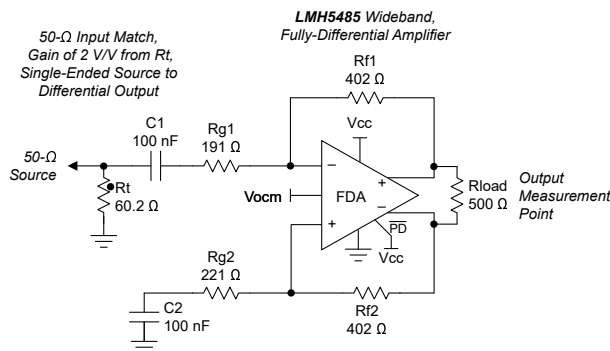 LMH5485 Wideband,
Fully-Differential Amplifier
50-Ω Input Match,
Gain of 2 V/V from Rt,
Single-Ended Source to
Differential Output
Rf1
402 Ω
C1
100 nF
Rg1
191 Ω
Vcc
50-Ω
Source
Rt
60.2 Ω
−
+
Vocm
FDA
Rload
500 Ω
Output
Measurement
Point
−
+
PD
Vcc
Rg2
221 Ω
C2
100 nF
Rf2
402 Ω